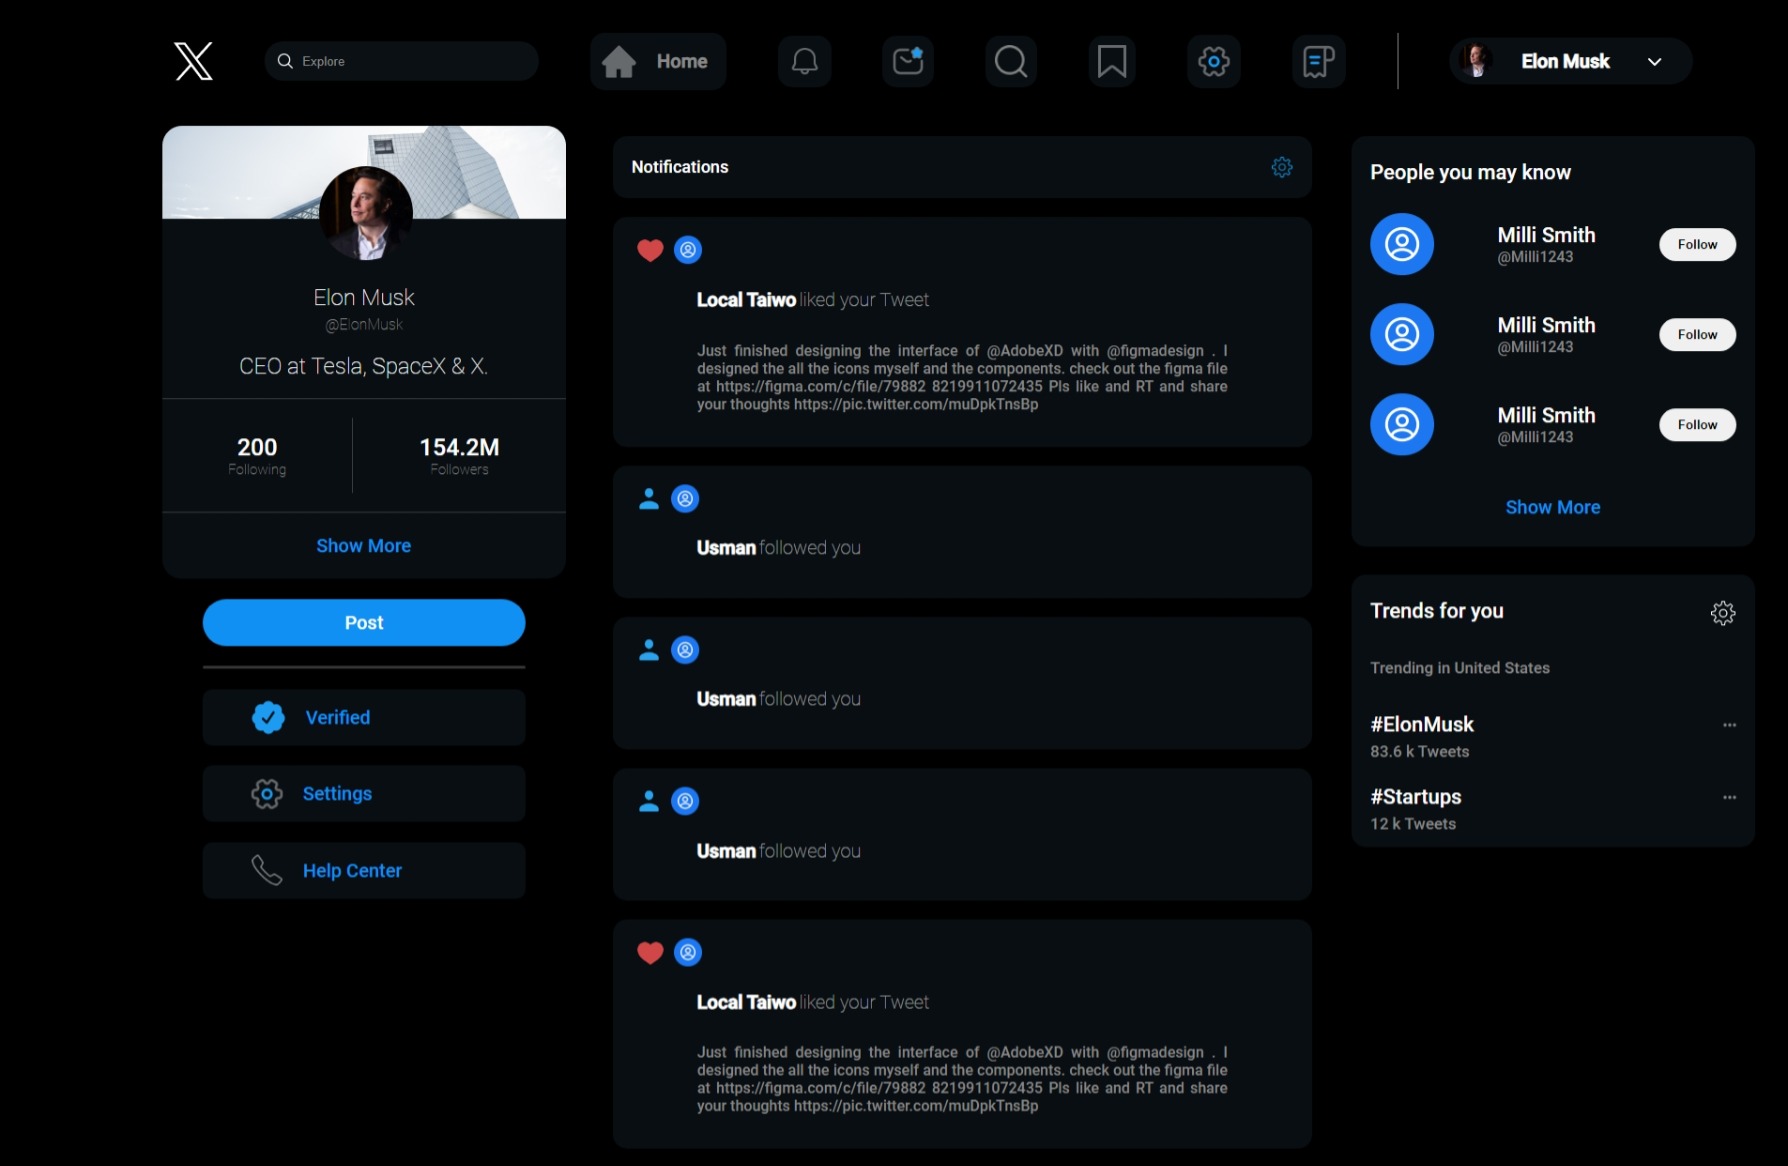 X
Explore
Home
Elon Musk
Elon Musk
@ElonMusk
CEO at Tesla, SpaceX & X.
200
Following
154.2M
Followers
Show More
Post
Verified
Settings
Help Center
Notifications
Local Taiwo liked your Tweet
Just finished designing the interface of @AdobeXD with @figmadesign . I
designed the all the icons myself and the components. check out the figma file
at https://figma.com/c/file/79882 8219911072435 Pls like and RT and share
your thoughts https://pic.twitter.com/muDpkTnsBp
Usman followed you
Usman followed you
Usman followed you
Local Taiwo liked your Tweet
Just finished designing the interface of @AdobeXD with @figmadesign . I
designed the all the icons myself and the components. check out the figma file
at https://figma.com/c/file/79882 8219911072435 Pls like and RT and share
your thoughts https://pic.twitter.com/muDpkTnsBp
People you may know
Milli Smith
@Milli1243
Follow
Milli Smith
@Milli1243
Follow
Milli Smith
@Milli1243
Follow
Show More
Trends for you
Trending in United States
#ElonMusk
83.6 k Tweets
#Startups
12 k Tweets